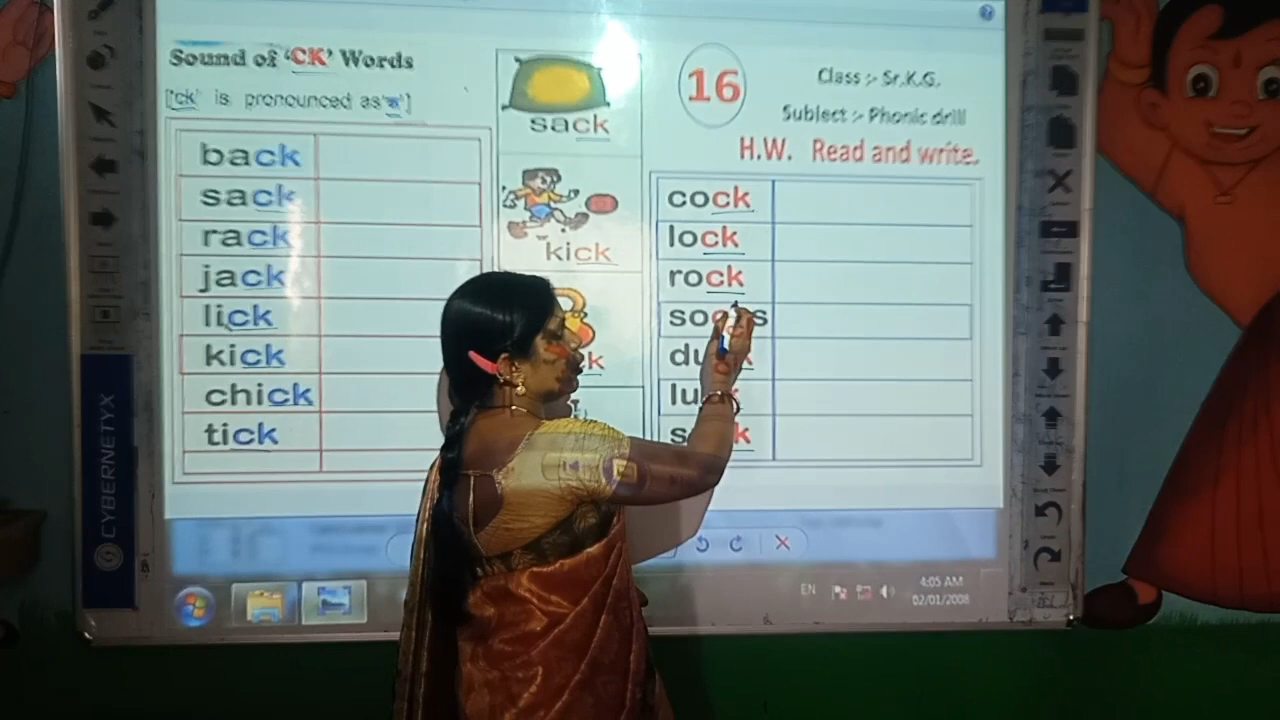 Sound of 'CK' Words
['ck' is pronounced as 'क']
back
sack
rack
jack
lick
kick
chick
tick
sack
kick
16
Class :- Sr.K.G.
Subject :- Phonic drill
H.W. Read and write.
cock
lock
rock
CYBERNETYX
EN
4:05 AM
02/01/2008